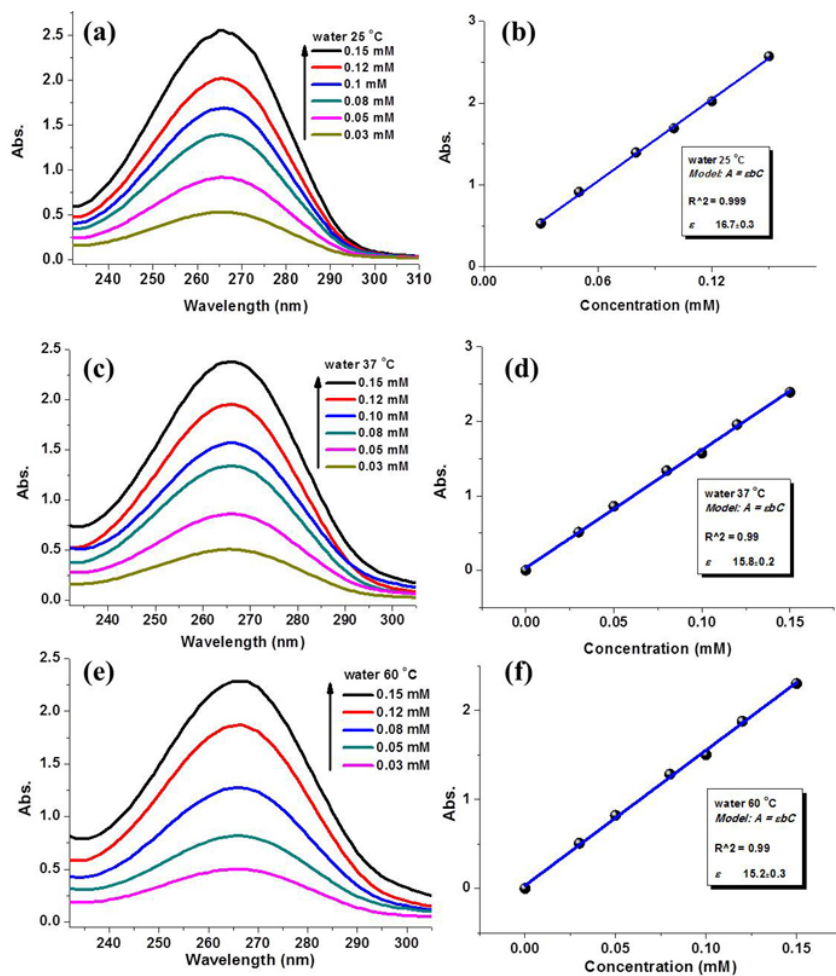 (a)
water 25 °C
0.15 mM
0.12 mM
0.1 mM
0.08 mM
0.05 mM
0.03 mM
Abs.
2.5
2.0
1.5
1.0
0.5
0.0
240 250 260 270 280 290 300 310
Wavelength (nm)
(b)
Abs.
3
2
1
0
water 25 °C
Model: A = εbC
R^2 = 0.999
ε 16.7±0.3
0.00 0.06 0.12
Concentration (mM)
(c)
water 37 °C
0.15 mM
0.12 mM
0.10 mM
0.08 mM
0.05 mM
0.03 mM
Abs.
2.5
2.0
1.5
1.0
0.5
0.0
240 250 260 270 280 290 300
Wavelength (nm)
(d)
Abs.
3
2
1
0
water 37 °C
Model: A = εbC
R^2 = 0.99
ε 15.8±0.2
0.00 0.05 0.10 0.15
Concentration (mM)
(e)
water 60 °C
0.15 mM
0.12 mM
0.08 mM
0.05 mM
0.03 mM
Abs.
2.5
2.0
1.5
1.0
0.5
0.0
240 250 260 270 280 290 300
Wavelength (nm)
(f)
Abs.
2
1
0
water 60 °C
Model: A = εbC
R^2 = 0.99
ε 15.2±0.3
0.00 0.05 0.10 0.15
Concentration (mM)